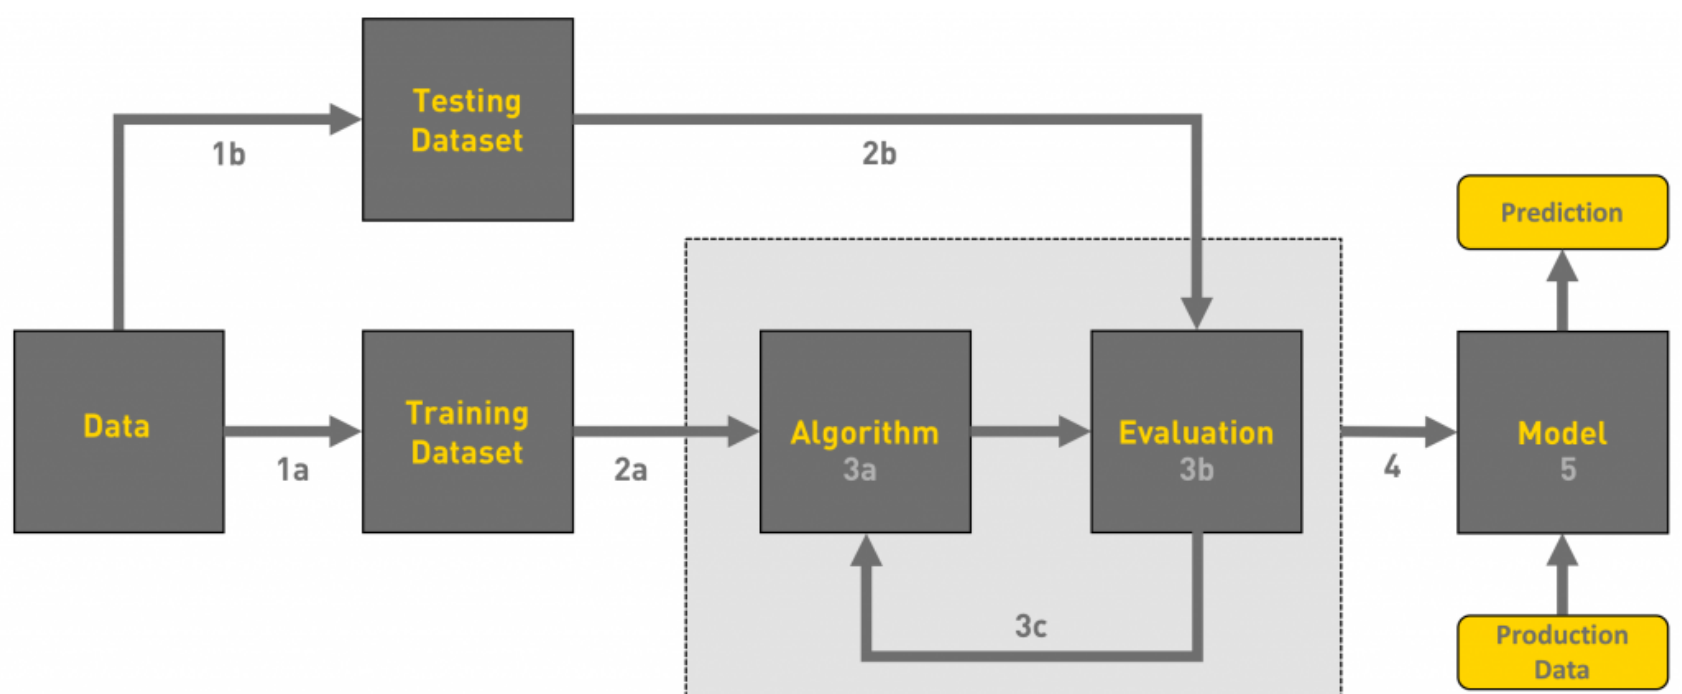 Testing
Dataset
1b
2b
Prediction
Data
1a
Training
Dataset
2a
Algorithm
3a
Evaluation
3b
3c
4
Model
5
Production
Data